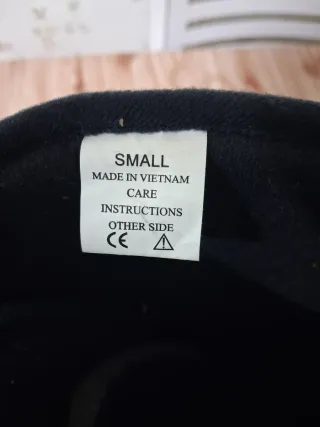 SMALL
MADE IN VIETNAM
CARE
INSTRUCTIONS
OTHER SIDE
CE